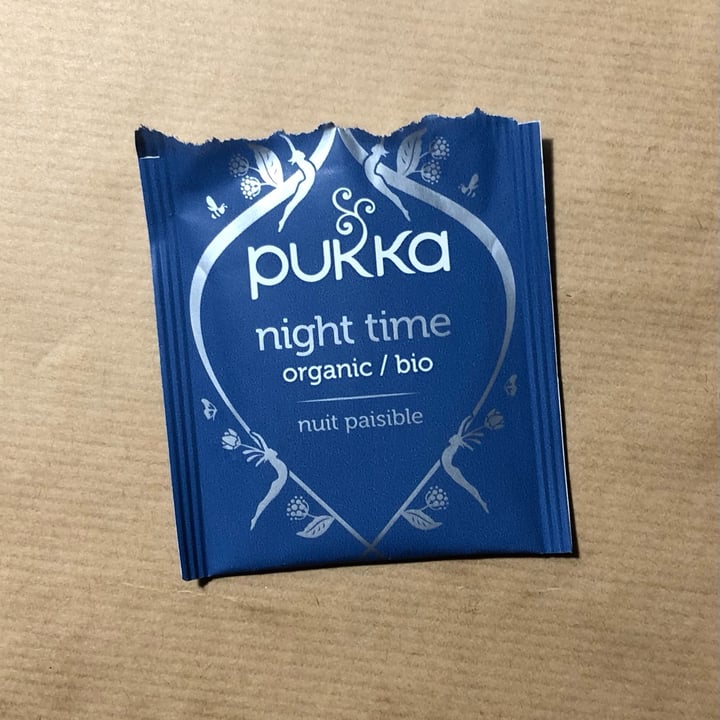 pukka
night time
organic / bio
nuit paisible